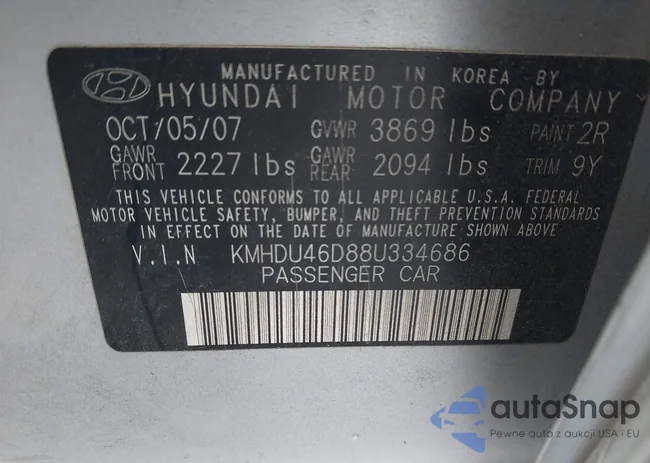 MANUFACTURED IN KOREA BY
HYUNDAI MOTOR COMPANY
OCT/05/07 GVWR 3869 lbs PAINT 2R
GAWR FRONT 2227 lbs GAWR REAR 2094 lbs TRIM 9Y
THIS VEHICLE CONFORMS TO ALL APPLICABLE U.S.A. FEDERAL
MOTOR VEHICLE SAFETY, BUMPER, AND THEFT PREVENTION STANDARDS
IN EFFECT ON THE DATE OF MANUFACTURE SHOWN ABOVE.
V.I.N KMHDU46D88U334686
PASSENGER CAR
autaSnap
Pewne auta z aukcji USA i EU